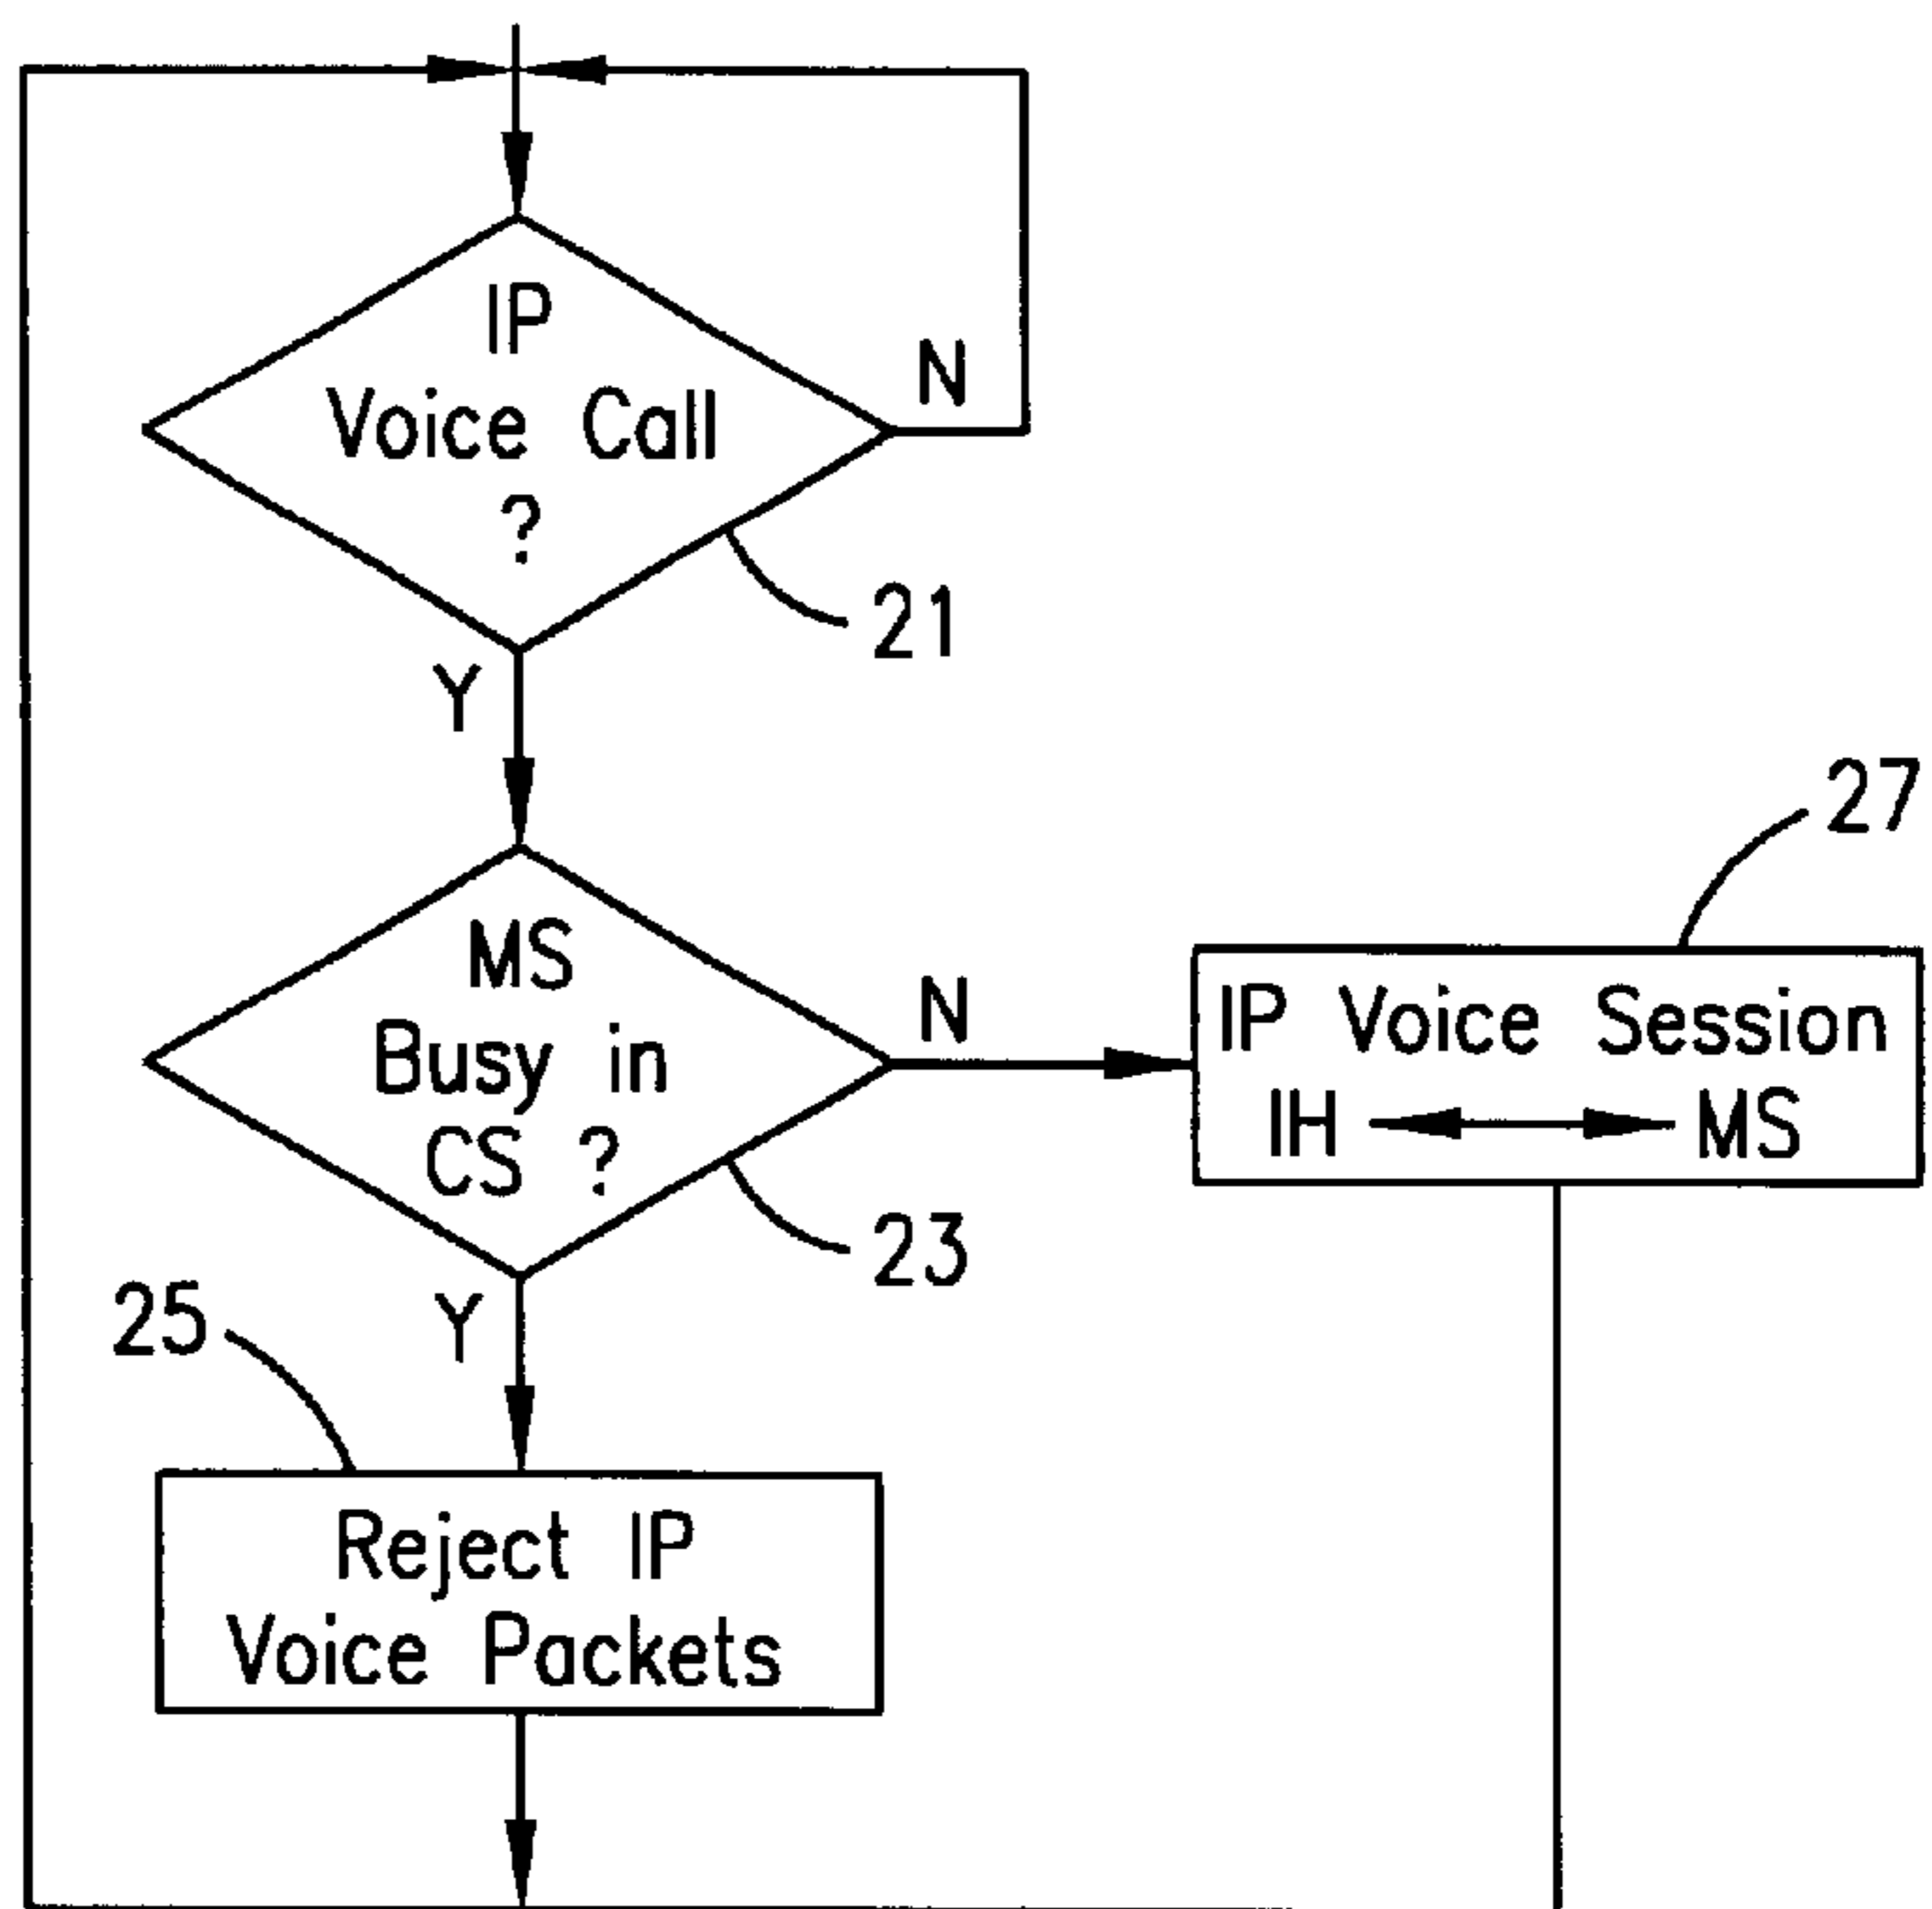 IP
Voice Call
?
N
21
Y
27
MS
Busy in
CS ?
N
IP Voice Session
IH MS
23
25
Y
Reject IP
Voice Packets